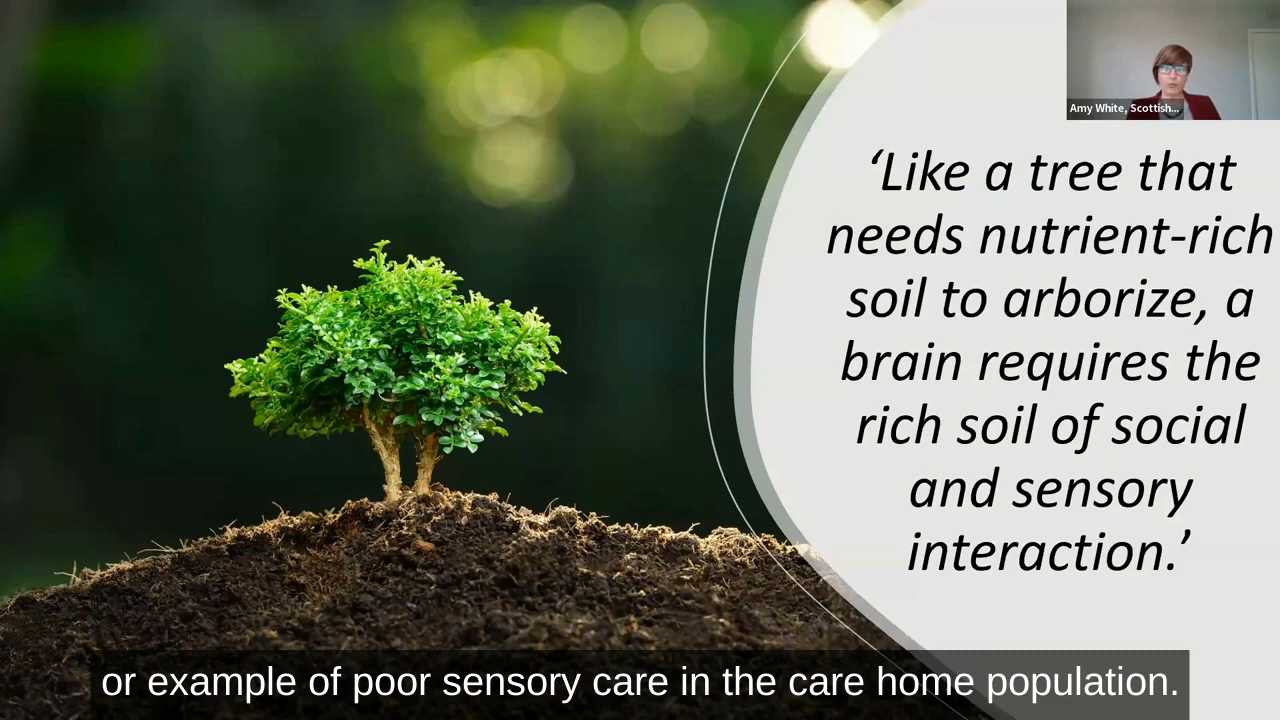 Amy White, Scottish...
‘Like a tree that
needs nutrient-rich
soil to arborize, a
brain requires the
rich soil of social
and sensory
interaction.’
or example of poor sensory care in the care home population.